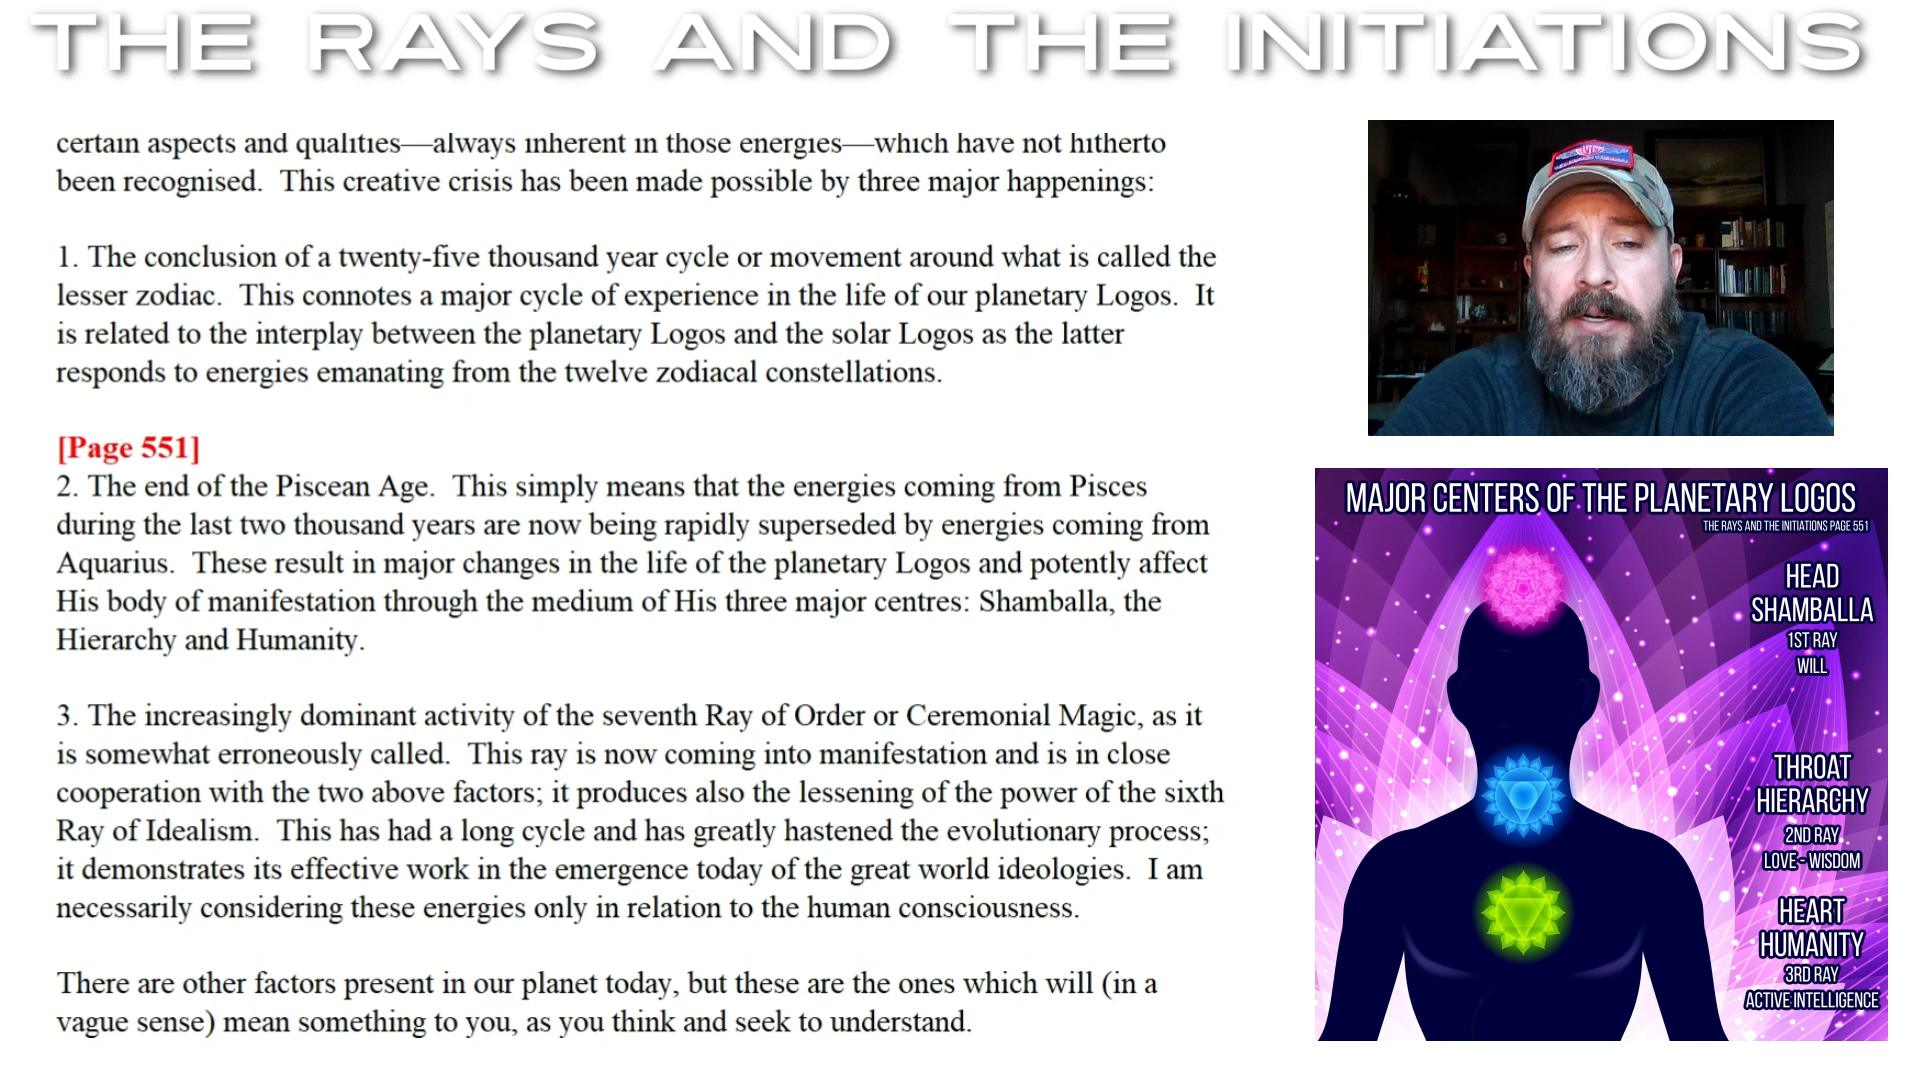 THE RAYS AND THE INITIATIONS
certain aspects and qualities—always inherent in those energies—which have not hitherto
been recognised. This creative crisis has been made possible by three major happenings:
1. The conclusion of a twenty-five thousand year cycle or movement around what is called the
lesser zodiac. This connotes a major cycle of experience in the life of our planetary Logos. It
is related to the interplay between the planetary Logos and the solar Logos as the latter
responds to energies emanating from the twelve zodiacal constellations.
[Page 551]
2. The end of the Piscean Age. This simply means that the energies coming from Pisces
during the last two thousand years are now being rapidly superseded by energies coming from
Aquarius. These result in major changes in the life of the planetary Logos and potently affect
His body of manifestation through the medium of His three major centres: Shamballa, the
Hierarchy and Humanity.
3. The increasingly dominant activity of the seventh Ray of Order or Ceremonial Magic, as it
is somewhat erroneously called. This ray is now coming into manifestation and is in close
cooperation with the two above factors; it produces also the lessening of the power of the sixth
Ray of Idealism. This has had a long cycle and has greatly hastened the evolutionary process;
it demonstrates its effective work in the emergence today of the great world ideologies. I am
necessarily considering these energies only in relation to the human consciousness.
There are other factors present in our planet today, but these are the ones which will (in a
vague sense) mean something to you, as you think and seek to understand.
MAJOR CENTERS OF THE PLANETARY LOGOS
THE RAYS AND THE INITIATIONS PAGE 551
HEAD
SHAMBALLA
1ST RAY
WILL
THROAT
HIERARCHY
2ND RAY
LOVE - WISDOM
HEART
HUMANITY
3RD RAY
ACTIVE INTELLIGENCE